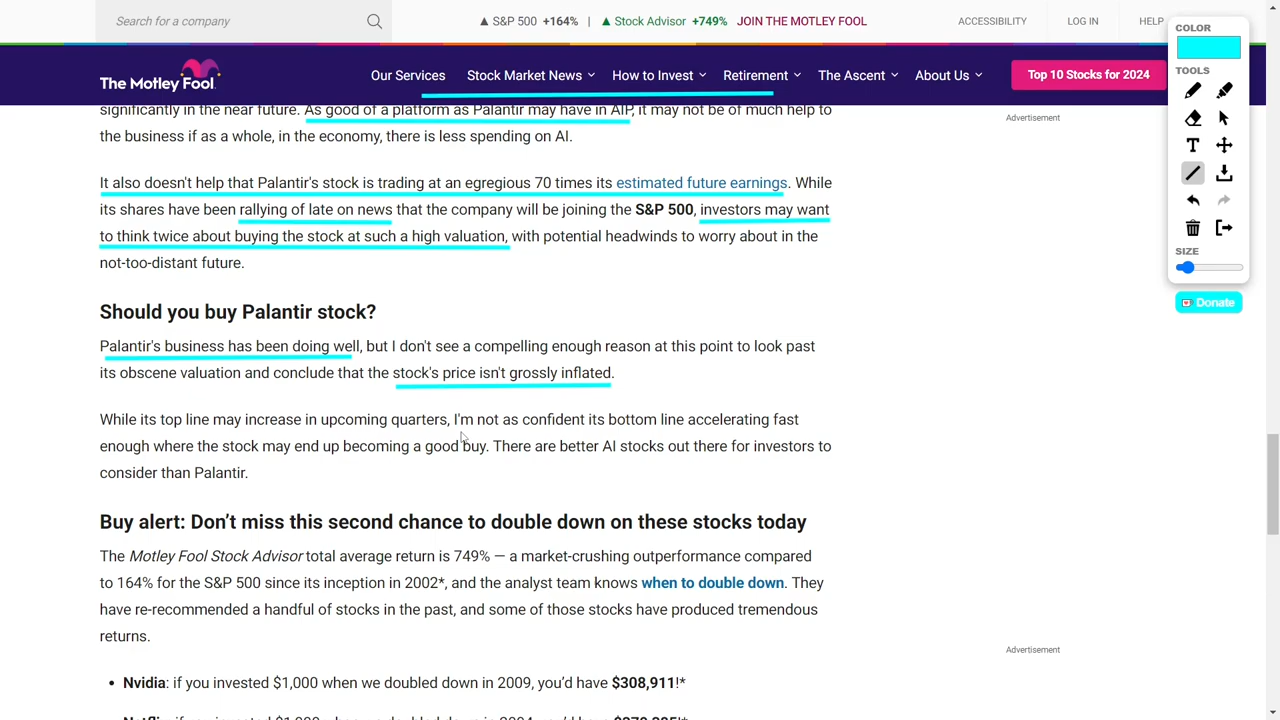 Search for a company
▲ S&P 500 +164% | ▲ Stock Advisor +749% JOIN THE MOTLEY FOOL
ACCESSIBILITY LOG IN HELP
The Motley Fool
Our Services Stock Market News How to Invest Retirement The Ascent About Us
Top 10 Stocks for 2024
COLOR
TOOLS
T
SIZE
Donate
Advertisement
significantly in the near future. As good of a platform as Palantir may have in AIP, it may not be of much help to
the business if as a whole, in the economy, there is less spending on AI.
It also doesn't help that Palantir's stock is trading at an egregious 70 times its estimated future earnings. While
its shares have been rallying of late on news that the company will be joining the S&P 500, investors may want
to think twice about buying the stock at such a high valuation, with potential headwinds to worry about in the
not-too-distant future.
Should you buy Palantir stock?
Palantir's business has been doing well, but I don't see a compelling enough reason at this point to look past
its obscene valuation and conclude that the stock's price isn't grossly inflated.
While its top line may increase in upcoming quarters, I'm not as confident its bottom line accelerating fast
enough where the stock may end up becoming a good buy. There are better AI stocks out there for investors to
consider than Palantir.
Buy alert: Don’t miss this second chance to double down on these stocks today
The Motley Fool Stock Advisor total average return is 749% — a market-crushing outperformance compared
to 164% for the S&P 500 since its inception in 2002*, and the analyst team knows when to double down. They
have re-recommended a handful of stocks in the past, and some of those stocks have produced tremendous
returns.
Advertisement
• Nvidia: if you invested $1,000 when we doubled down in 2009, you’d have $308,911!*